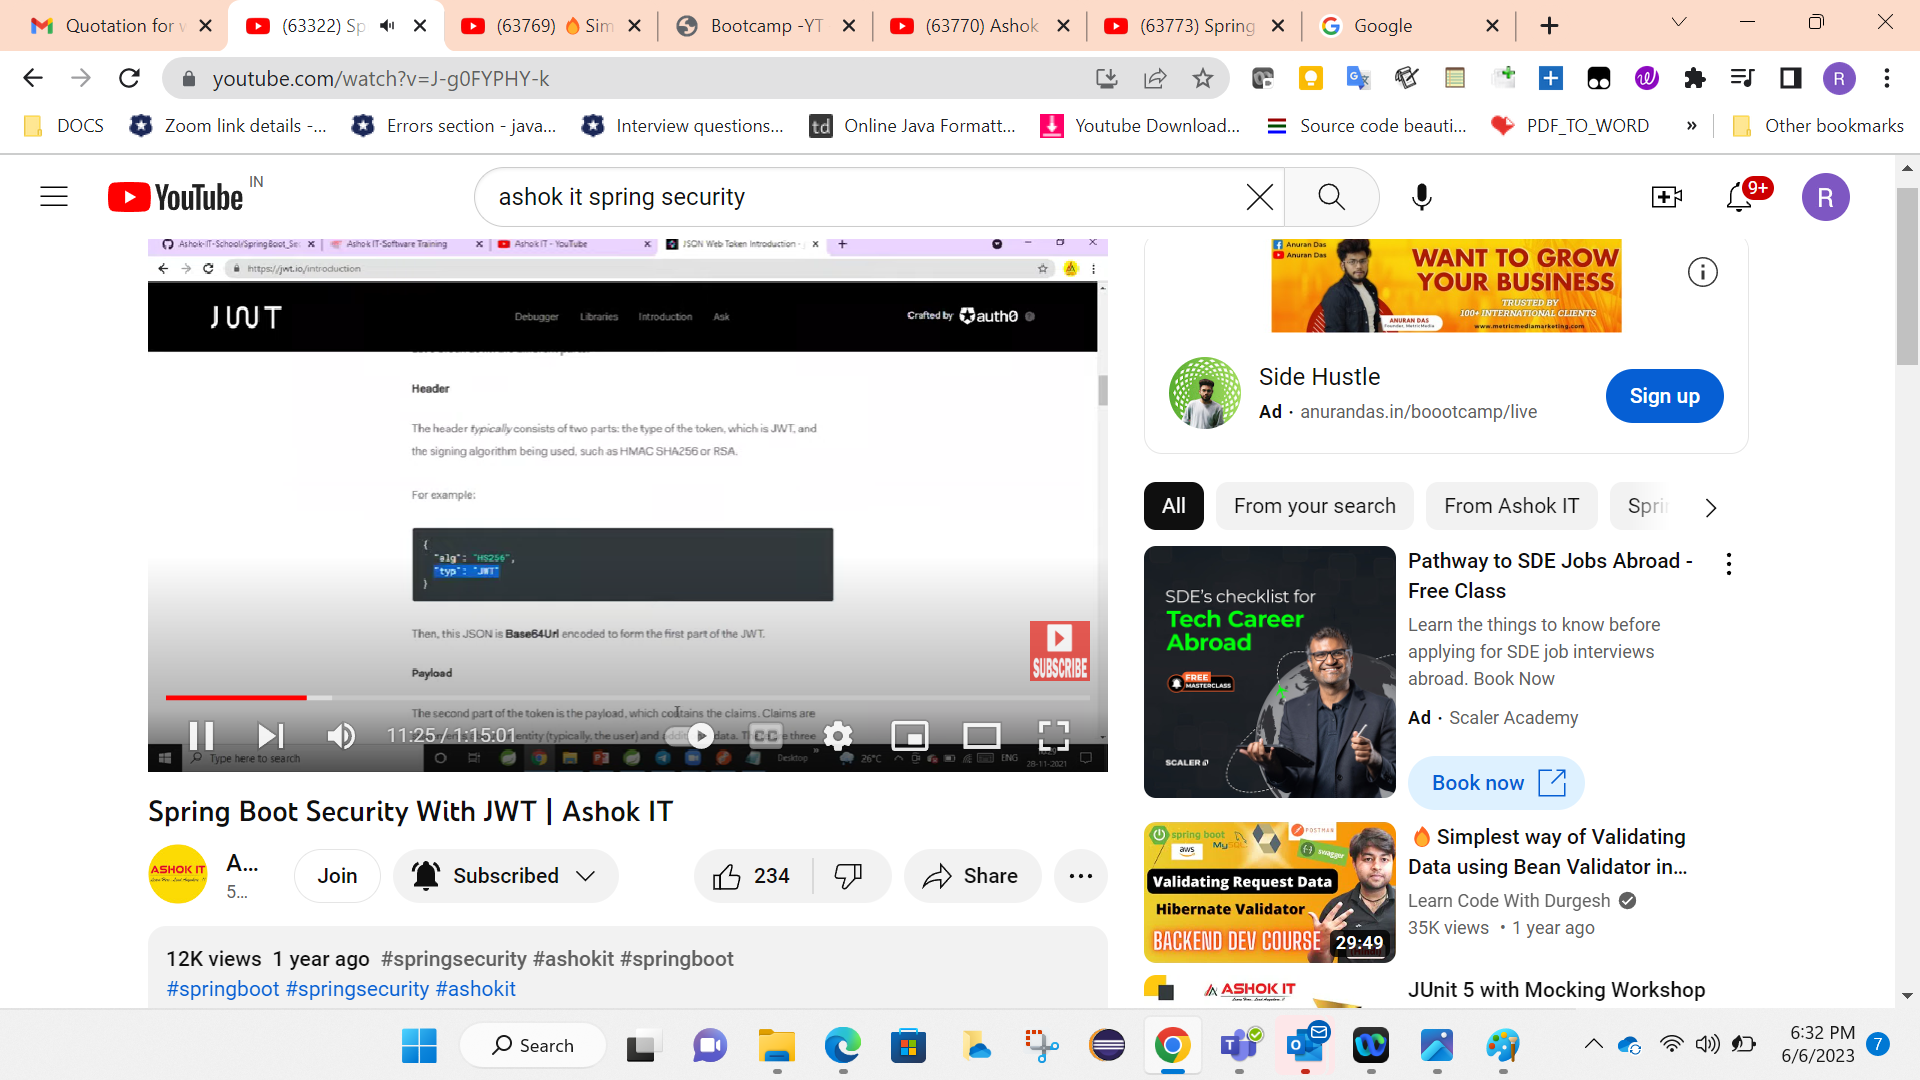 Quotation for
(63322) Sp
(63769) 🔥 Sim
Bootcamp -YT
(63770) Ashok
(63773) Spring
Google
youtube.com/watch?v=J-g0FYPHY-k
R
DOCS
Zoom link details -...
Errors section - java...
Interview questions...
td
Online Java Formatt...
Youtube Download...
Source code beauti...
PDF_TO_WORD
»
Other bookmarks
YouTube IN
ashok it spring security
9+
R
Ashok-IT-School/SpringBoot_Se
Ashok IT-Software Training
Ashok IT - YouTube
JSON Web Token Introduction -
https://jwt.io/introduction
JWT
Debugger
Libraries
Introduction
Ask
Crafted by auth0
Header
The header typically consists of two parts: the type of the token, which is JWT, and
the signing algorithm being used, such as HMAC SHA256 or RSA.
For example:
{
"alg": "HS256",
"typ": "JWT"
}
Then, this JSON is Base64Url encoded to form the first part of the JWT.
SUBSCRIBE
Payload
The second part of the token is the payload, which contains the claims. Claims are
entity (typically, the user) and
data.
three
11:25 / 1:15:01
Type here to search
Desktop
26°C
ENG
28-11-2021
Spring Boot Security With JWT | Ashok IT
ASHOK IT
A...
5...
Join
Subscribed
234
Share
12K views 1 year ago #springsecurity #ashokit #springboot
#springboot #springsecurity #ashokit
Anuran Das
Anuran Das
WANT TO GROW
YOUR BUSINESS
TRUSTED BY
100+ INTERNATIONAL CLIENTS
www.metricmediamarketing.com
ANURAN DAS
Founder, MetricMedia
Side Hustle
Ad · anurandas.in/boootcamp/live
Sign up
All
From your search
From Ashok IT
Spri
SDE's checklist for
Tech Career
Abroad
FREE
MASTERCLASS
SCALER
Pathway to SDE Jobs Abroad -
Free Class
Learn the things to know before
applying for SDE job interviews
abroad. Book Now
Ad · Scaler Academy
Book now
spring boot
aws
MySQL
POSTMAN
swagger
Validating Request Data
Hibernate Validator
BACKEND DEV COURSE
29:49
🔥 Simplest way of Validating
Data using Bean Validator in...
Learn Code With Durgesh
35K views • 1 year ago
ASHOK IT
JUnit 5 with Mocking Workshop
Search
6:32 PM
6/6/2023
7